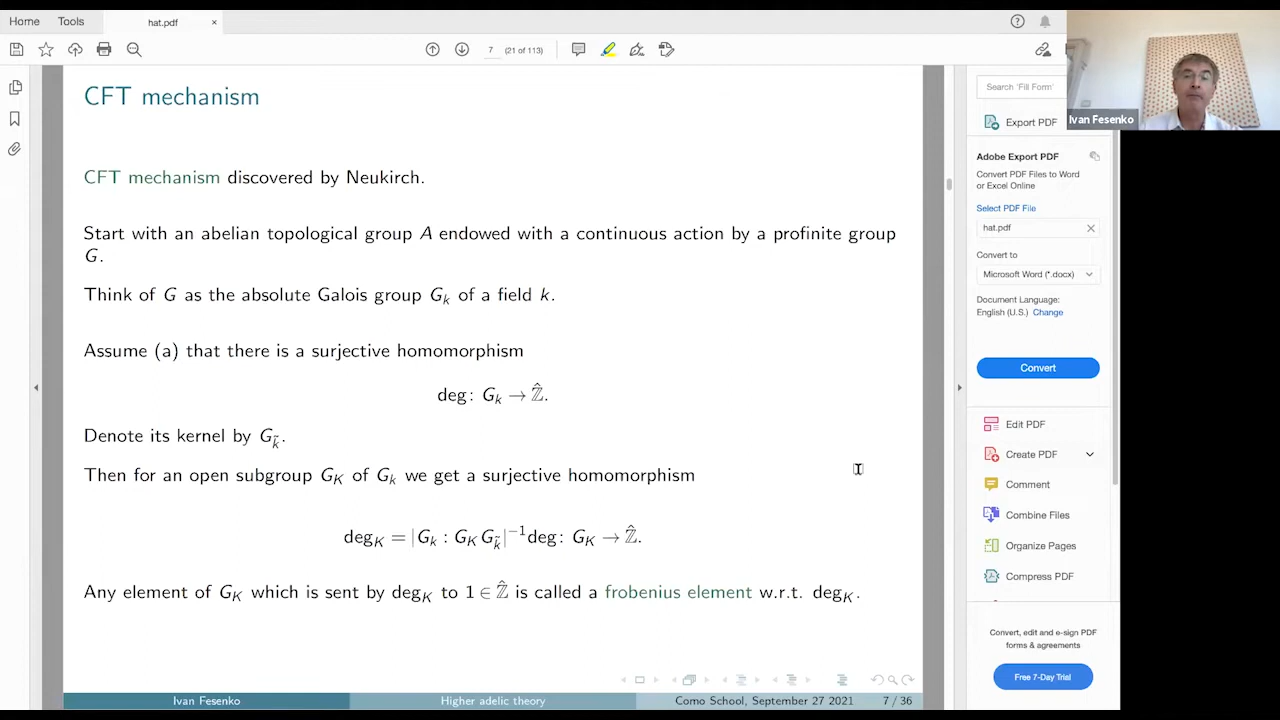 Home Tools hat.pdf ×
7 (21 of 113)
CFT mechanism
CFT mechanism discovered by Neukirch.
Start with an abelian topological group A endowed with a continuous action by a profinite group
G.
Think of G as the absolute Galois group G_k of a field k.
Assume (a) that there is a surjective homomorphism
deg: G_k → Ẑ.
Denote its kernel by G_k̃.
Then for an open subgroup G_K of G_k we get a surjective homomorphism
deg_K = |G_k : G_K G_k̃|⁻¹deg: G_K → Ẑ.
Any element of G_K which is sent by deg_K to 1 ∈ Ẑ is called a frobenius element w.r.t. deg_K.
Ivan Fesenko Higher adelic theory Como School, September 27 2021 7 / 36
Search 'Fill Form'
Export PDF
Adobe Export PDF
Convert PDF Files to Word
or Excel Online
Select PDF File
hat.pdf
Convert to
Microsoft Word (*.docx)
Document Language:
English (U.S.) Change
Convert
Edit PDF
Create PDF
Comment
Combine Files
Organize Pages
Compress PDF
Convert, edit and e-sign PDF
forms & agreements
Free 7-Day Trial
Ivan Fesenko